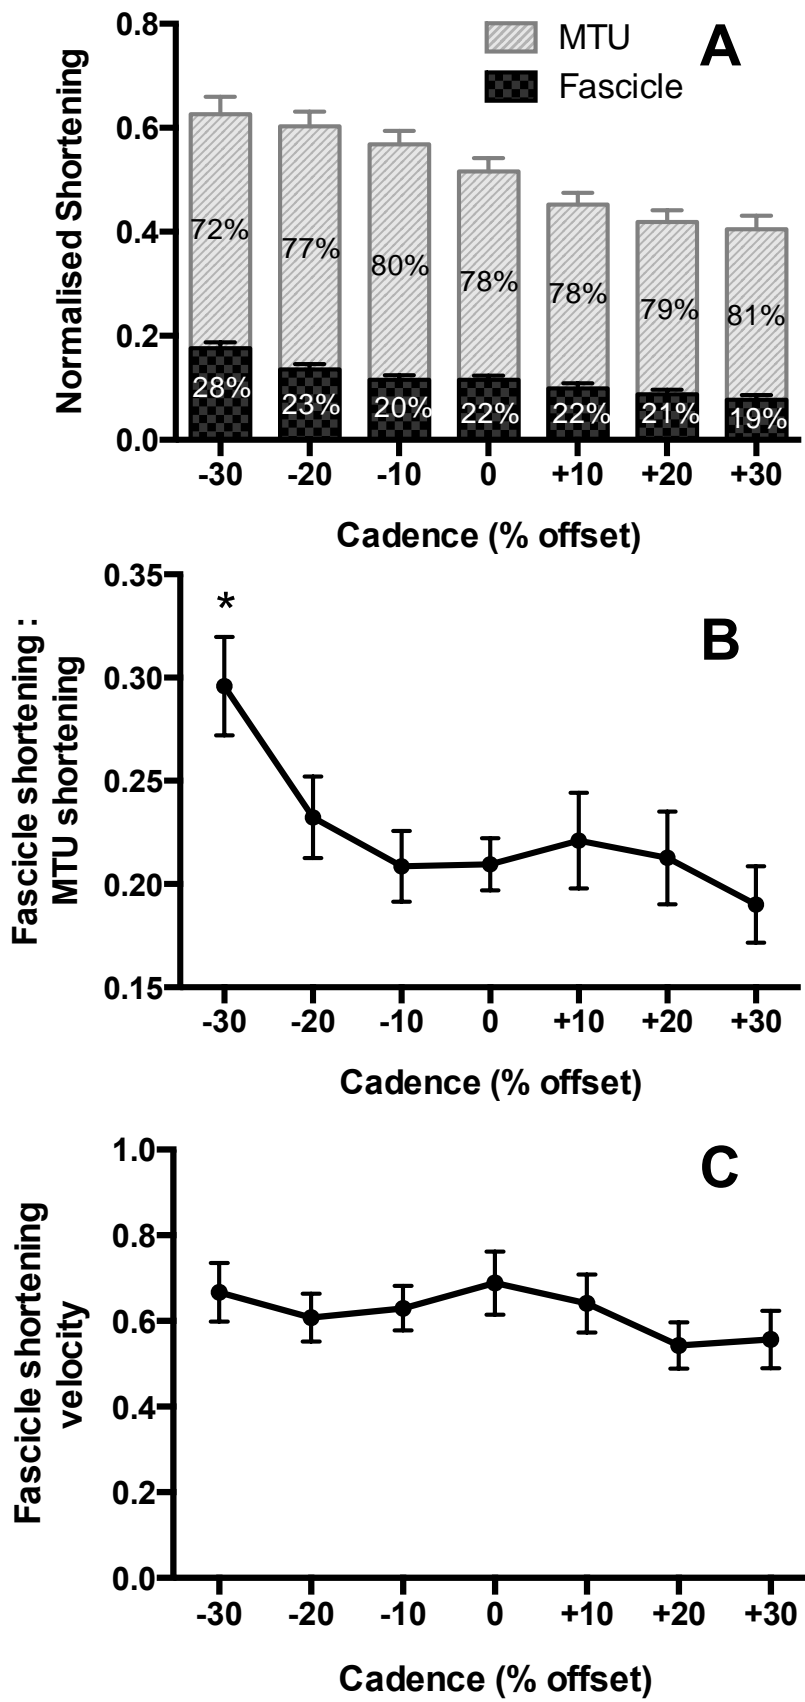 0.8
MTU
A
Fascicle
0.6
0.4
0.2
0.0
Normalised Shortening
72%
77%
80%
78%
78%
79%
81%
28%
23%
20%
22%
22%
21%
19%
-30 -20 -10 0 +10 +20 +30
Cadence (% offset)
0.35
*
B
0.30
0.25
0.20
0.15
Fascicle shortening :
MTU shortening
-30 -20 -10 0 +10 +20 +30
Cadence (% offset)
1.0
C
0.8
0.6
0.4
0.2
0.0
Fascicle shortening
velocity
-30 -20 -10 0 +10 +20 +30
Cadence (% offset)